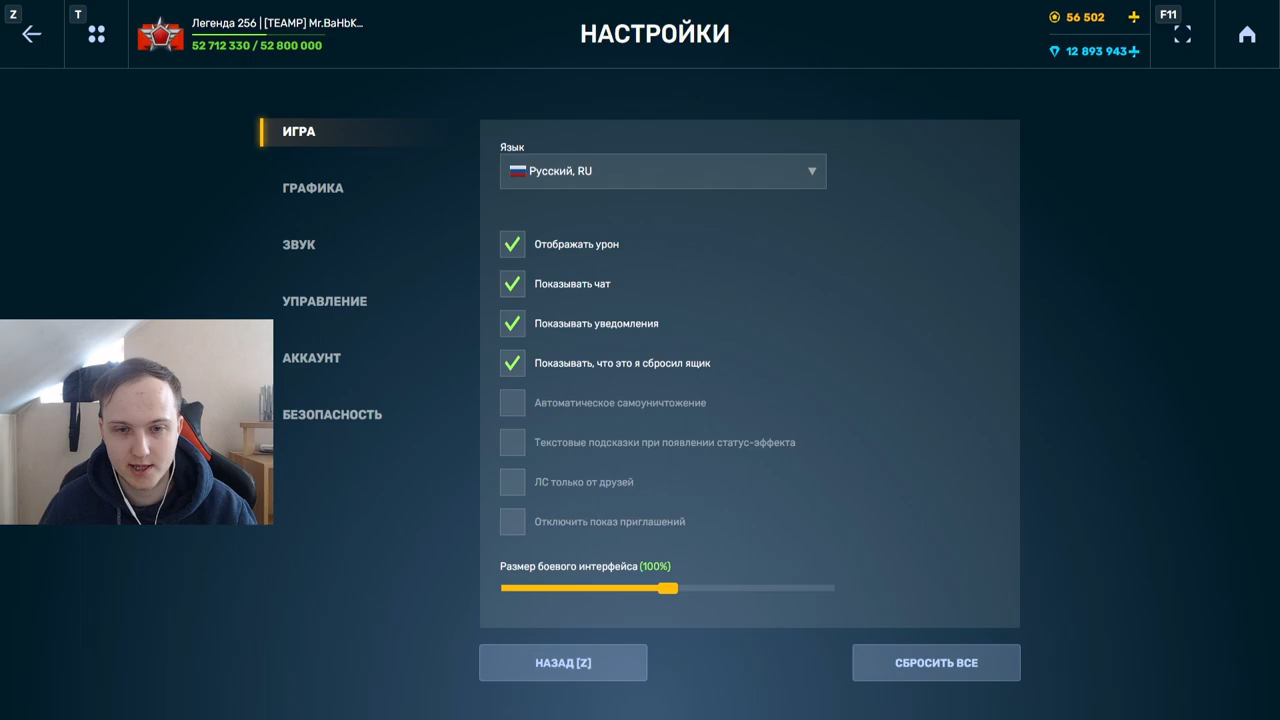 Z
T
Легенда 256 | [TEAMP] Mr.BaHbK...
52 712 330 / 52 800 000
НАСТРОЙКИ
56 502
12 893 943
F11
ИГРА
ГРАФИКА
ЗВУК
УПРАВЛЕНИЕ
АККАУНТ
БЕЗОПАСНОСТЬ
Язык
Русский, RU
Отображать урон
Показывать чат
Показывать уведомления
Показывать, что это я сбросил ящик
Автоматическое самоуничтожение
Текстовые подсказки при появлении статус-эффекта
ЛС только от друзей
Отключить показ приглашений
Размер боевого интерфейса (100%)
НАЗАД [Z]
СБРОСИТЬ ВСЕ